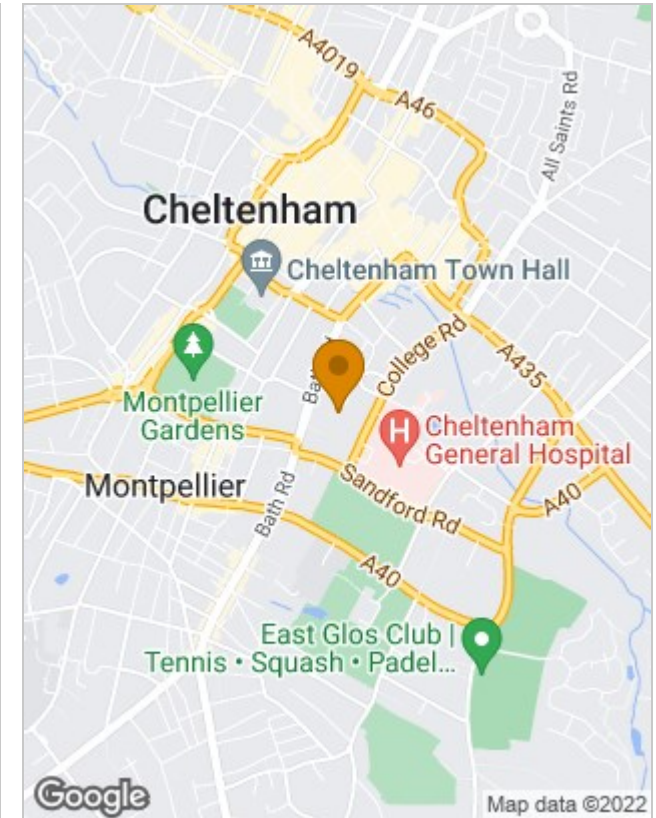 A4019
A46
All Saints Rd
Cheltenham
Cheltenham Town Hall
College Rd
A435
Montpellier
Gardens
H
Cheltenham
General Hospital
Montpellier
Bath Rd
Sandford Rd
A40
A40
East Glos Club |
Tennis • Squash • Padel...
Google
Map data ©2022